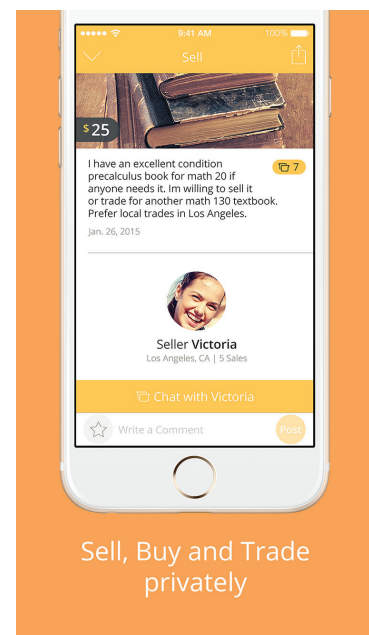 9:41 AM
100%
Sell
$25
I have an excellent condition
precalculus book for math 20 if
anyone needs it. Im willing to sell it
or trade for another math 130 textbook.
Prefer local trades in Los Angeles.
7
Jan. 26, 2015
Seller Victoria
Los Angeles, CA | 5 Sales
Chat with Victoria
Write a Comment
Post
Sell, Buy and Trade
privately